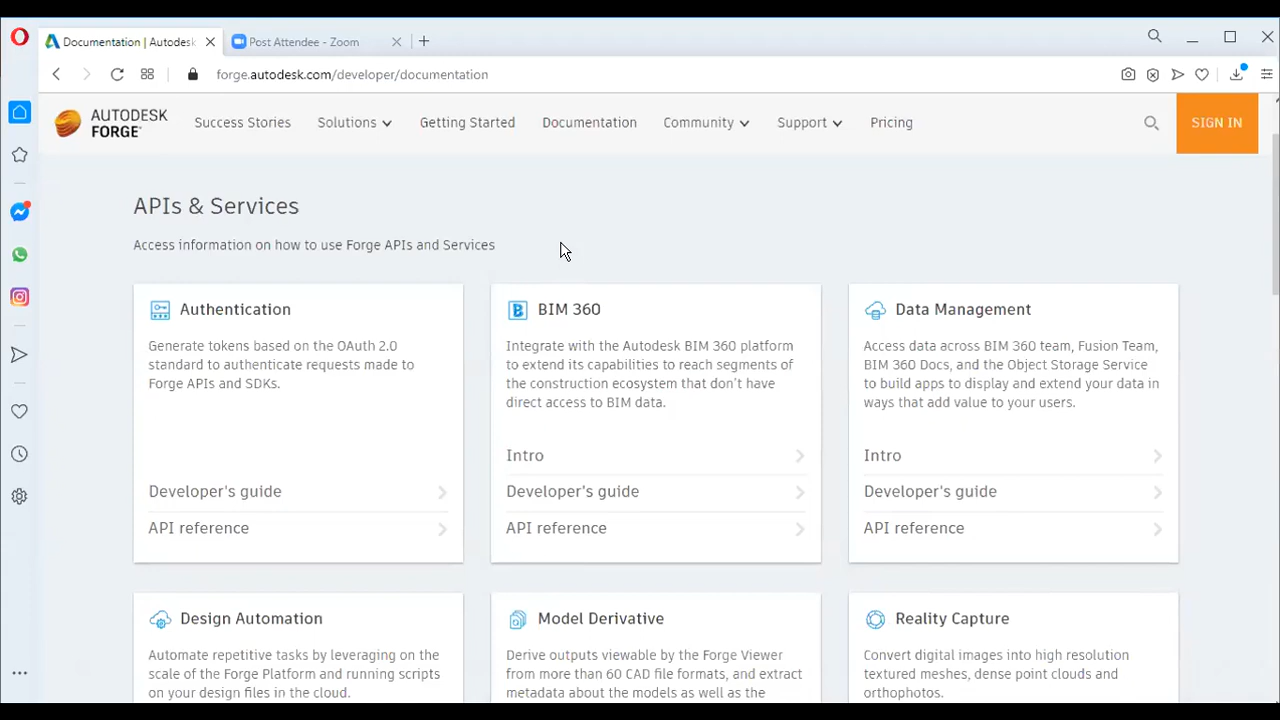 Documentation | Autodesk
Post Attendee - Zoom
forge.autodesk.com/developer/documentation
AUTODESK
FORGE
Success Stories
Solutions
Getting Started
Documentation
Community
Support
Pricing
SIGN IN
APIs & Services
Access information on how to use Forge APIs and Services
Authentication
Generate tokens based on the OAuth 2.0
standard to authenticate requests made to
Forge APIs and SDKs.
Developer's guide
API reference
BIM 360
Integrate with the Autodesk BIM 360 platform
to extend its capabilities to reach segments of
the construction ecosystem that don't have
direct access to BIM data.
Intro
Developer's guide
API reference
Data Management
Access data across BIM 360 team, Fusion Team,
BIM 360 Docs, and the Object Storage Service
to build apps to display and extend your data in
ways that add value to your users.
Intro
Developer's guide
API reference
Design Automation
Automate repetitive tasks by leveraging on the
scale of the Forge Platform and running scripts
on your design files in the cloud.
Model Derivative
Derive outputs viewable by the Forge Viewer
from more than 60 CAD file formats, and extract
metadata about the models as well as the
Reality Capture
Convert digital images into high resolution
textured meshes, dense point clouds and
orthophotos.